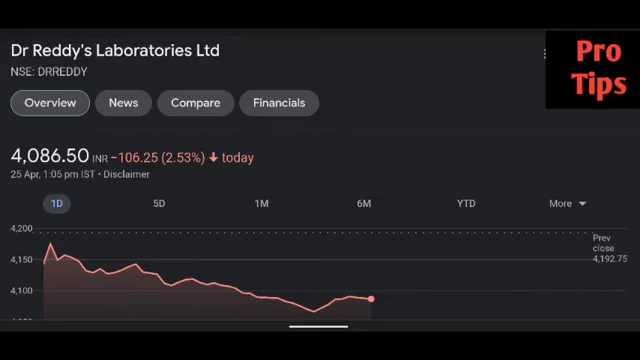 Dr Reddy's Laboratories Ltd
NSE: DRREDDY
Pro
Tips
Overview
News
Compare
Financials
4,086.50 INR −106.25 (2.53%) ↓ today
25 Apr, 1:05 pm IST • Disclaimer
1D
5D
1M
6M
YTD
More
4,200
4,150
4,100
Prev
close
4,192.75